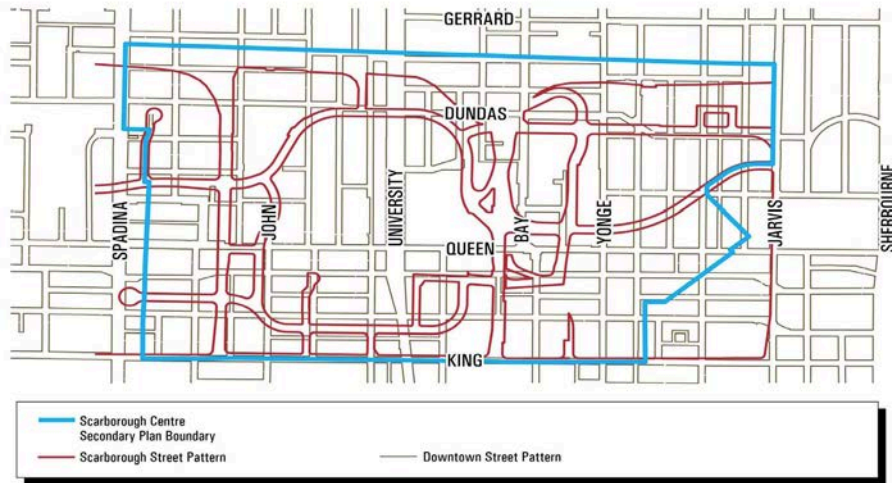 GERRARD
DUNDAS
SPADINA
JOHN
UNIVERSITY
QUEEN
BAY
YONGE
JARVIS
SHERBOURNE
KING
Scarborough Centre
Secondary Plan Boundary
Scarborough Street Pattern
Downtown Street Pattern